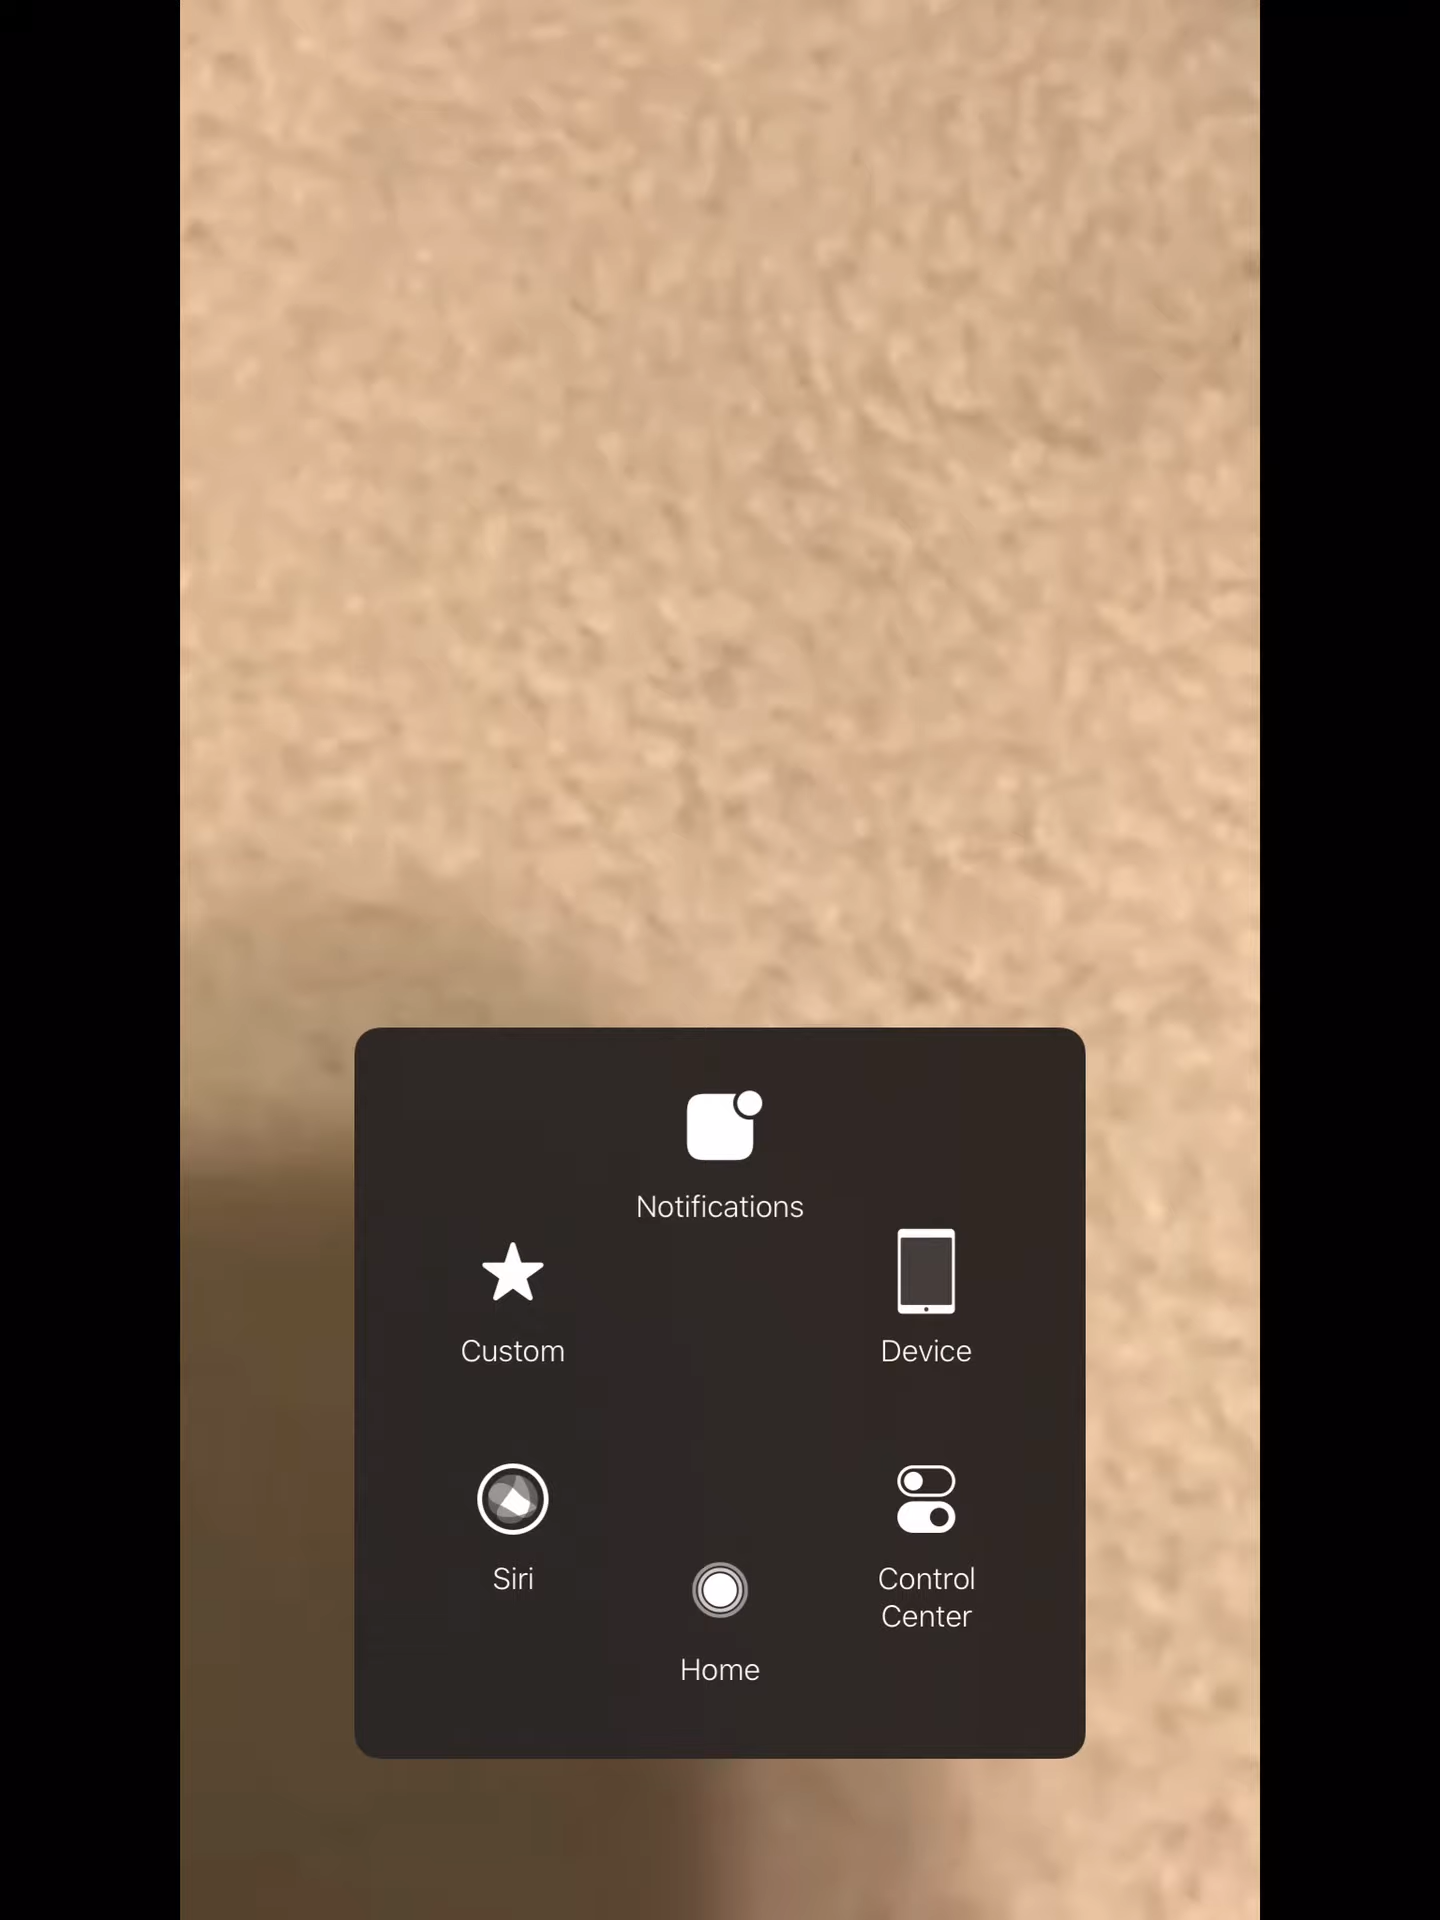 Notifications
Custom
Device
Siri
Control
Center
Home